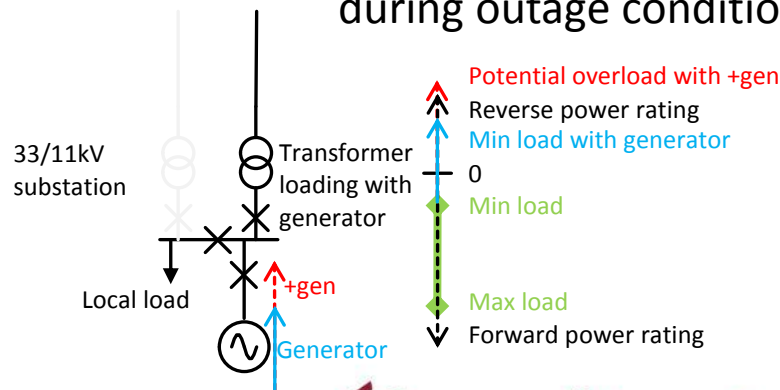 during outage conditio
33/11kV
substation
Transformer
loading with
generator
Local load
+gen
Generator
Potential overload with +gen
Reverse power rating
Min load with generator
0
Min load
Max load
Forward power rating